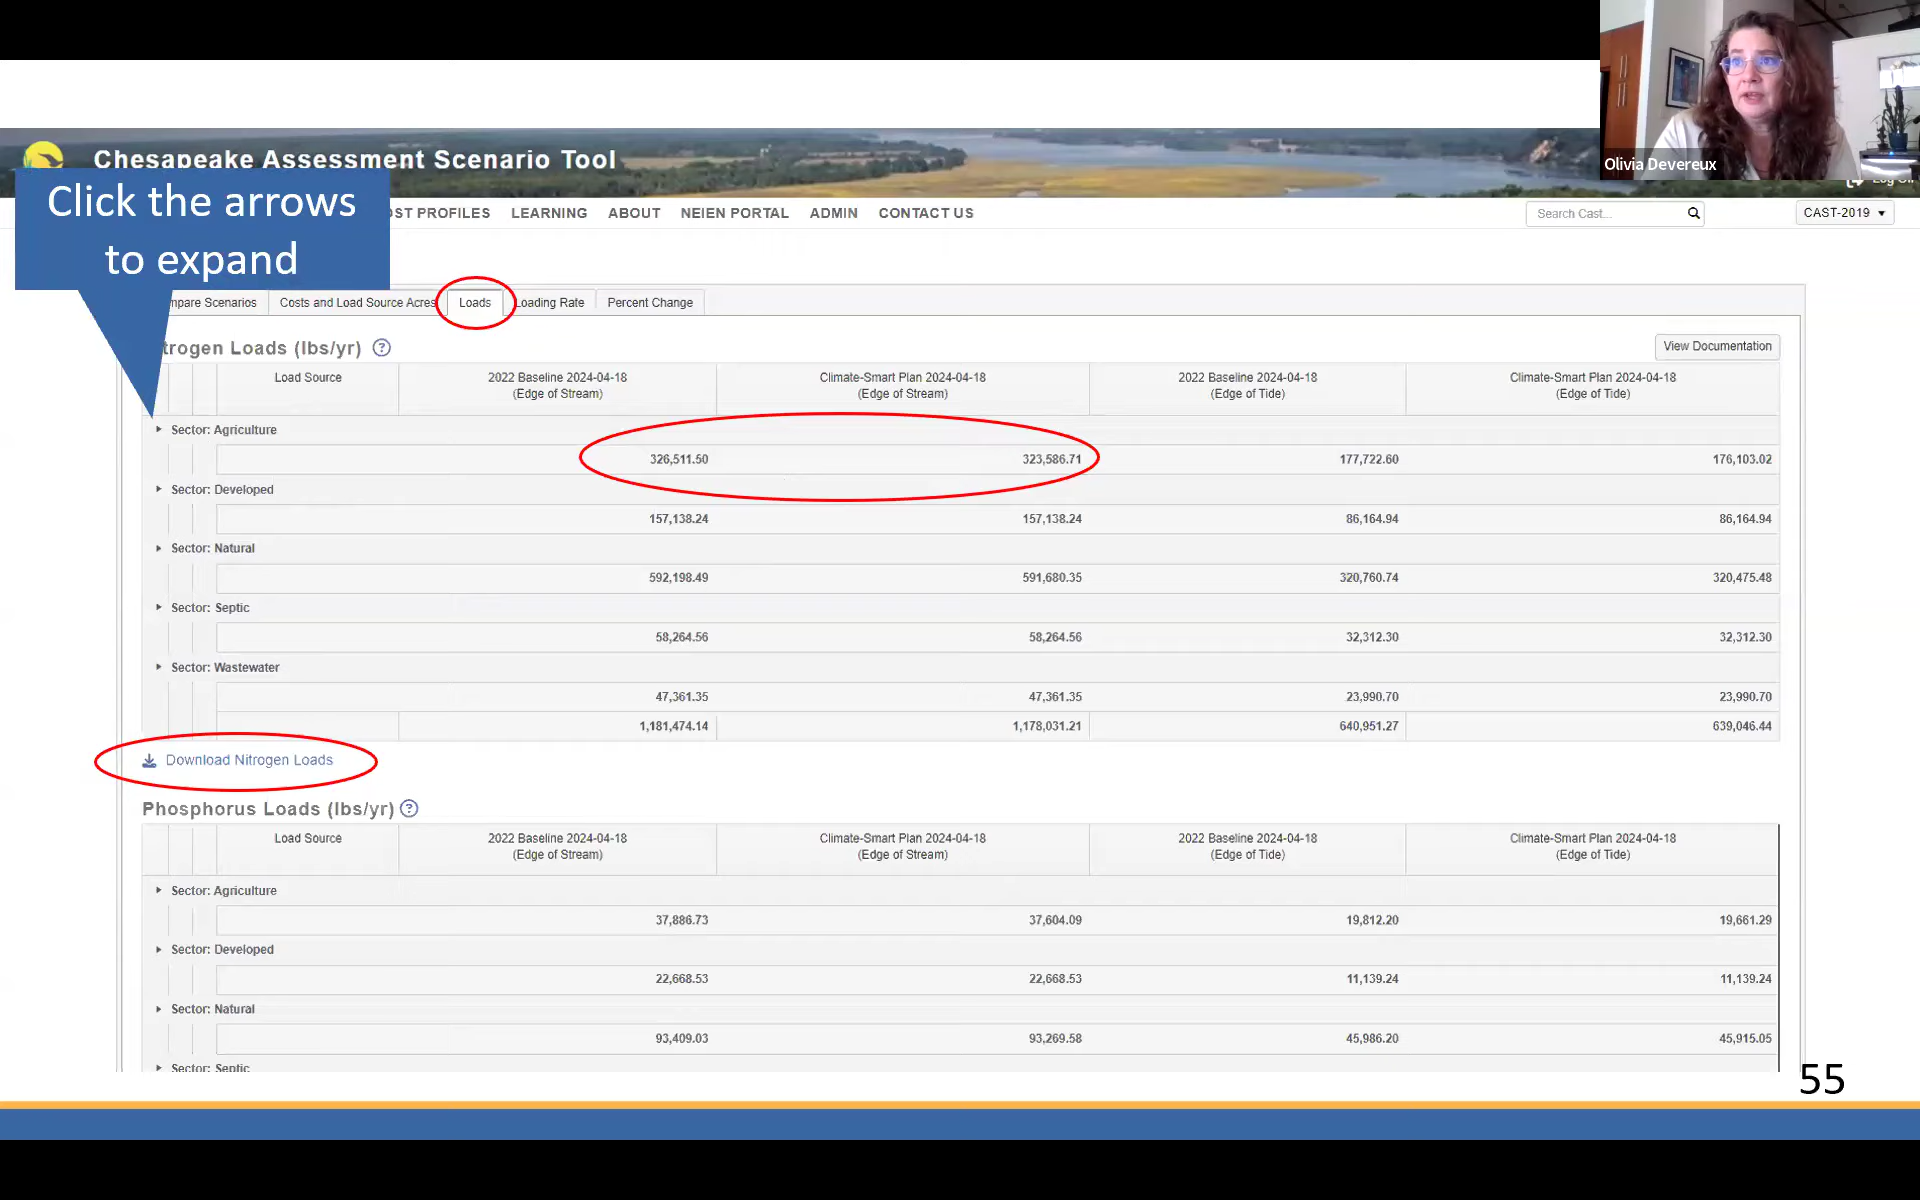 Olivia Devereux
Chesapeake Assessment Scenario Tool
Click the arrows
to expand
OST PROFILES LEARNING ABOUT NEIEN PORTAL ADMIN CONTACT US
Search Cast...
CAST-2019
mpare Scenarios Costs and Load Source Acres Loads Loading Rate Percent Change
trogen Loads (lbs/yr) ?
View Documentation
Load Source 2022 Baseline 2024-04-18 Climate-Smart Plan 2024-04-18 2022 Baseline 2024-04-18 Climate-Smart Plan 2024-04-18
(Edge of Stream) (Edge of Stream) (Edge of Tide) (Edge of Tide)
Sector: Agriculture
326,511.50 323,586.71 177,722.60 176,103.02
Sector: Developed
157,138.24 157,138.24 86,164.94 86,164.94
Sector: Natural
592,198.49 591,680.35 320,760.74 320,475.48
Sector: Septic
58,264.56 58,264.56 32,312.30 32,312.30
Sector: Wastewater
47,361.35 47,361.35 23,990.70 23,990.70
1,181,474.14 1,178,031.21 640,951.27 639,046.44
Download Nitrogen Loads
Phosphorus Loads (lbs/yr) ?
Load Source 2022 Baseline 2024-04-18 Climate-Smart Plan 2024-04-18 2022 Baseline 2024-04-18 Climate-Smart Plan 2024-04-18
(Edge of Stream) (Edge of Stream) (Edge of Tide) (Edge of Tide)
Sector: Agriculture
37,886.73 37,604.09 19,812.20 19,661.29
Sector: Developed
22,668.53 22,668.53 11,139.24 11,139.24
Sector: Natural
93,409.03 93,269.58 45,986.20 45,915.05
Sector: Septic
55